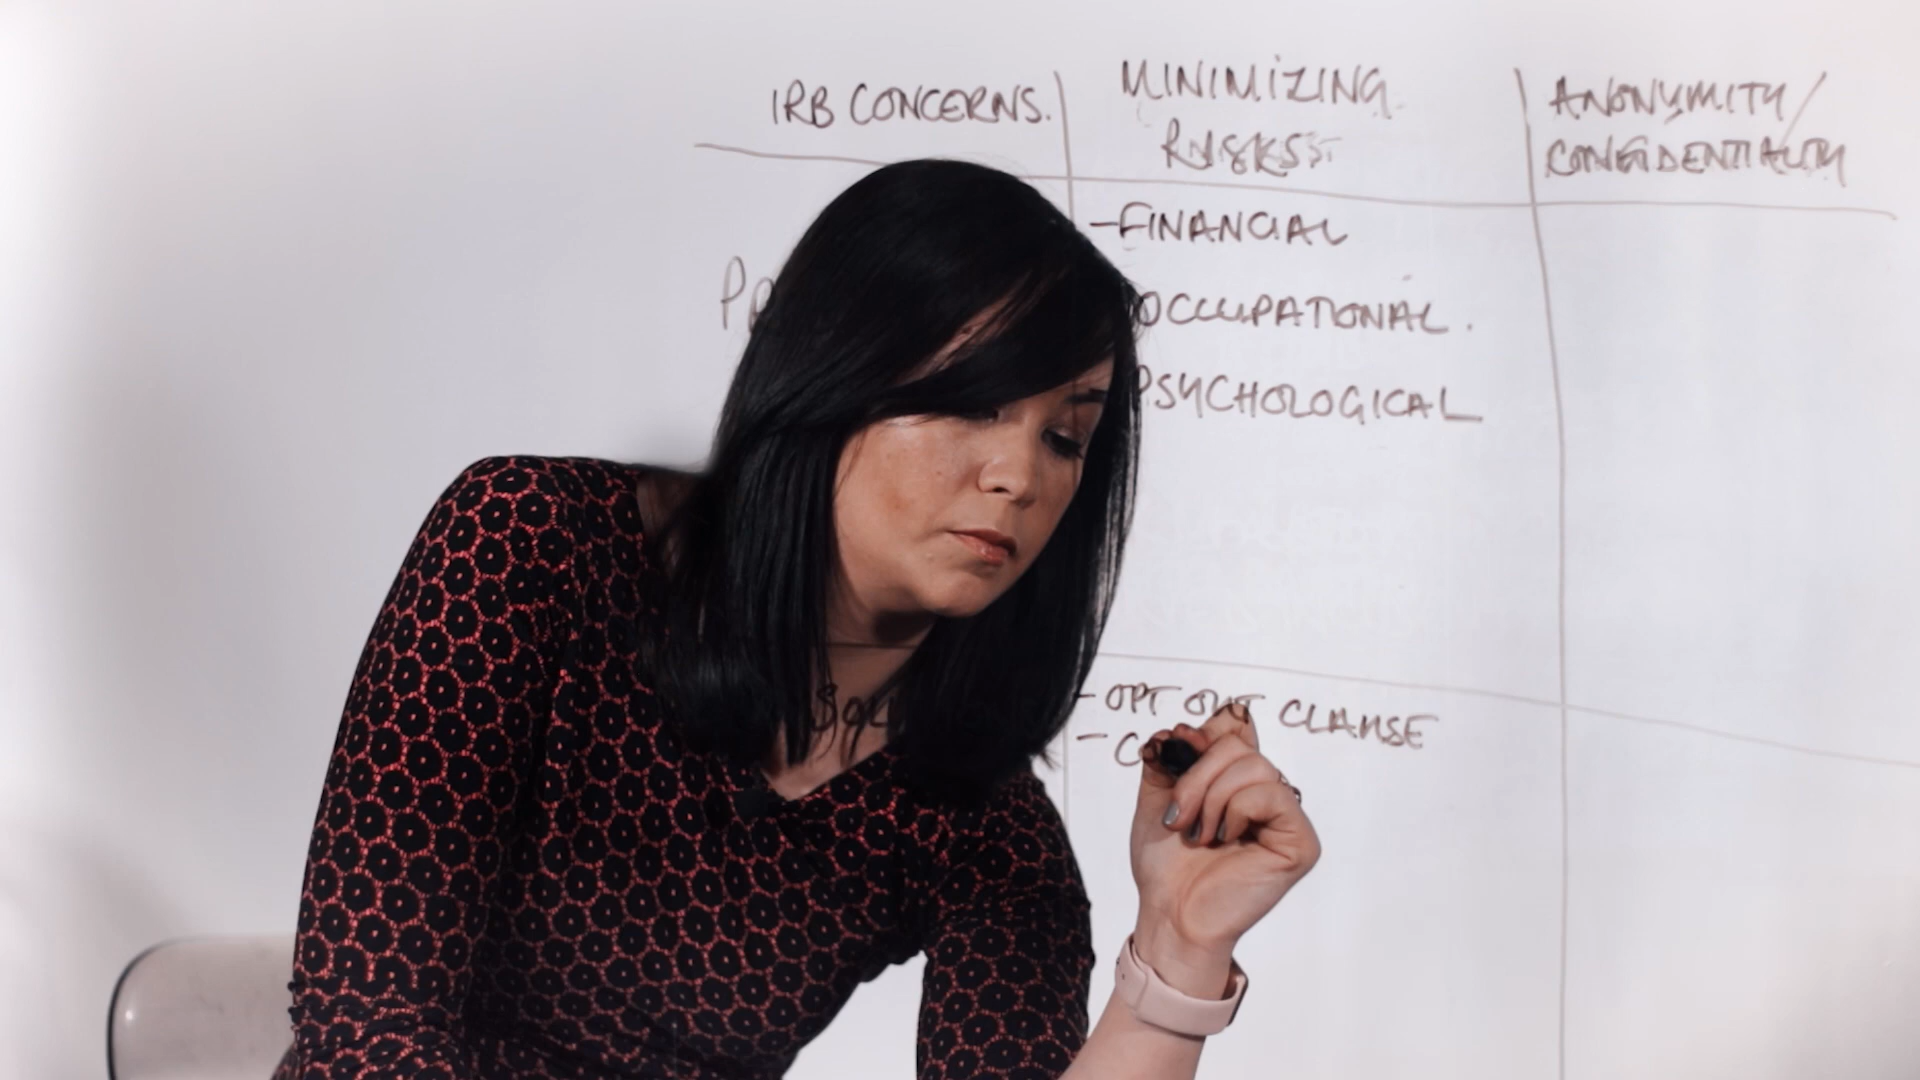 IRB CONCERNS.
MINIMIZING
RISKS
ANONYMITY/
CONFIDENTIALITY
-FINANCIAL
OCCUPATIONAL.
PSYCHOLOGICAL
- OPT OUT CLAUSE